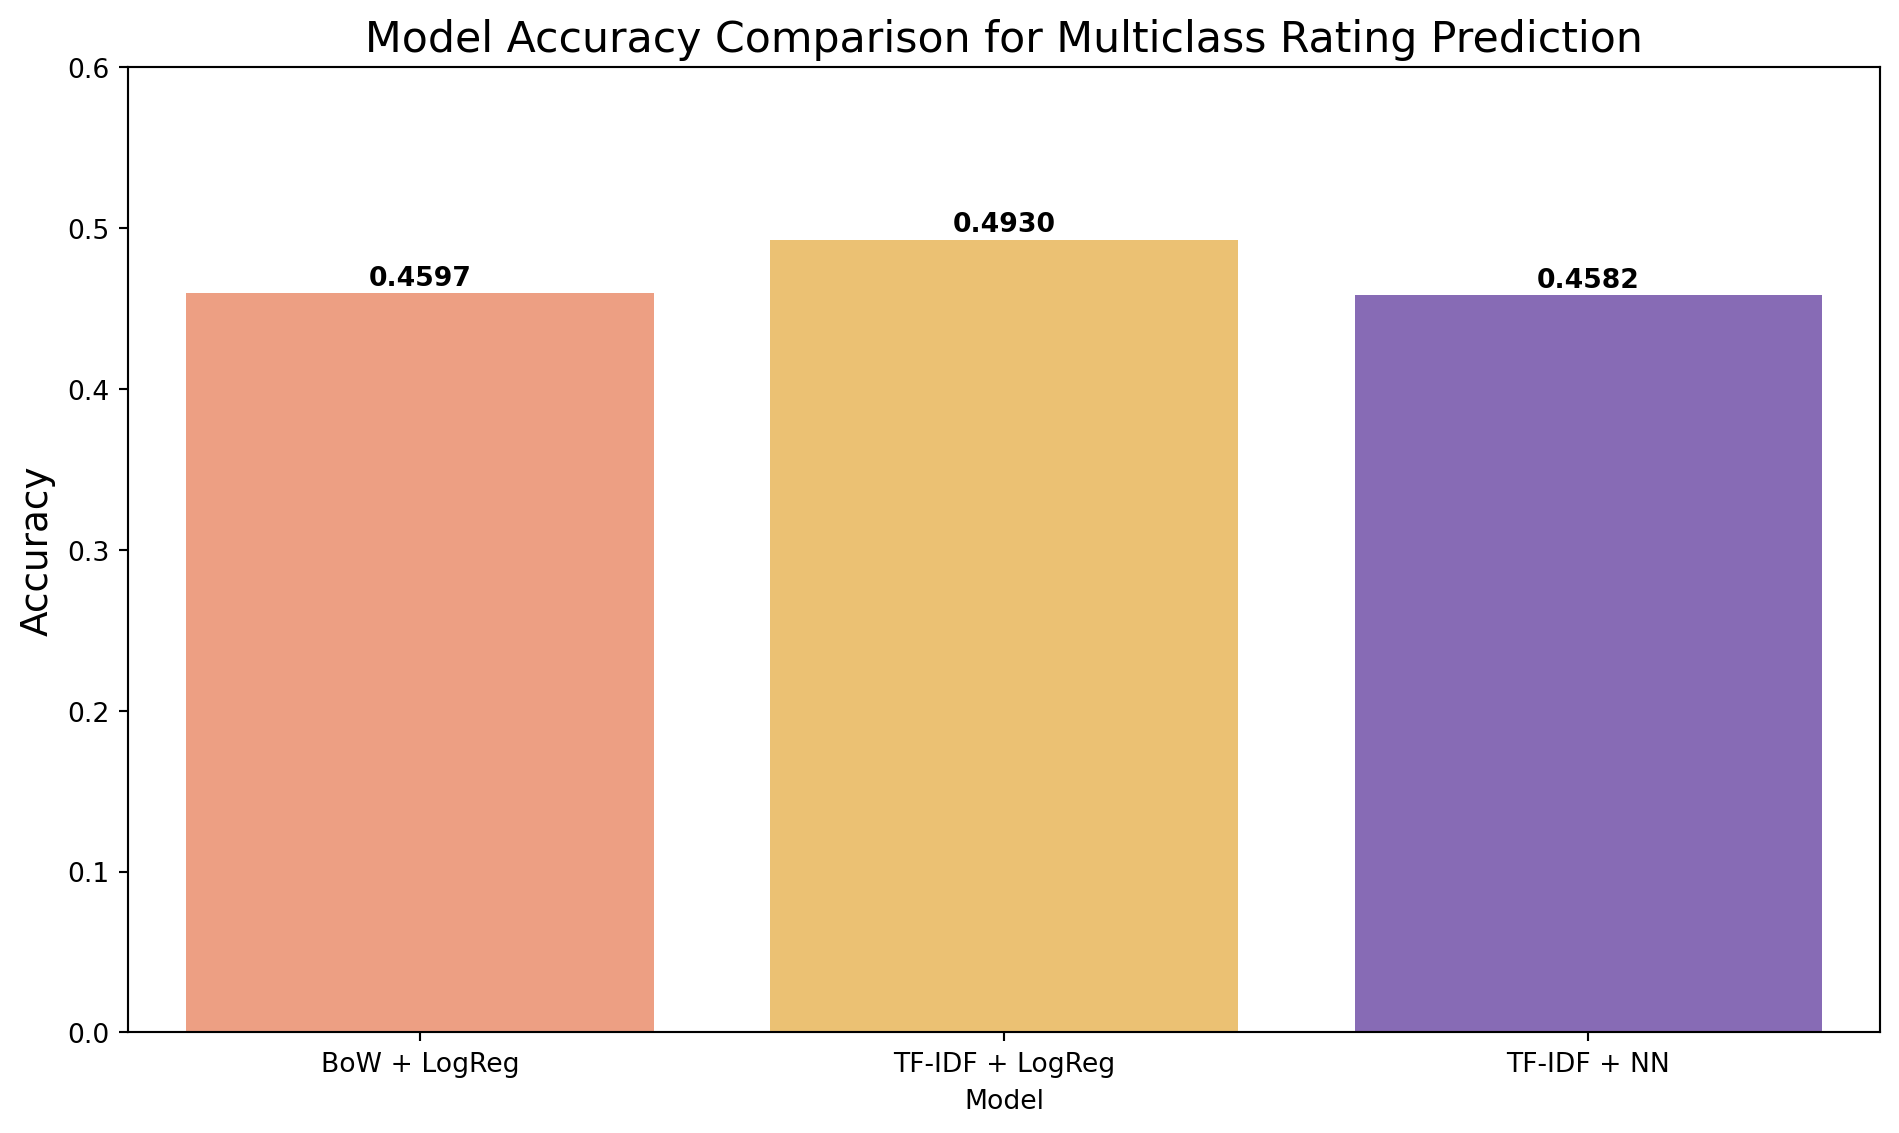 Model Accuracy Comparison for Multiclass Rating Prediction
0.6
0.5
0.4
0.3
0.2
0.1
0.0
Accuracy
0.4597
0.4930
0.4582
BoW + LogReg
TF-IDF + LogReg
TF-IDF + NN
Model